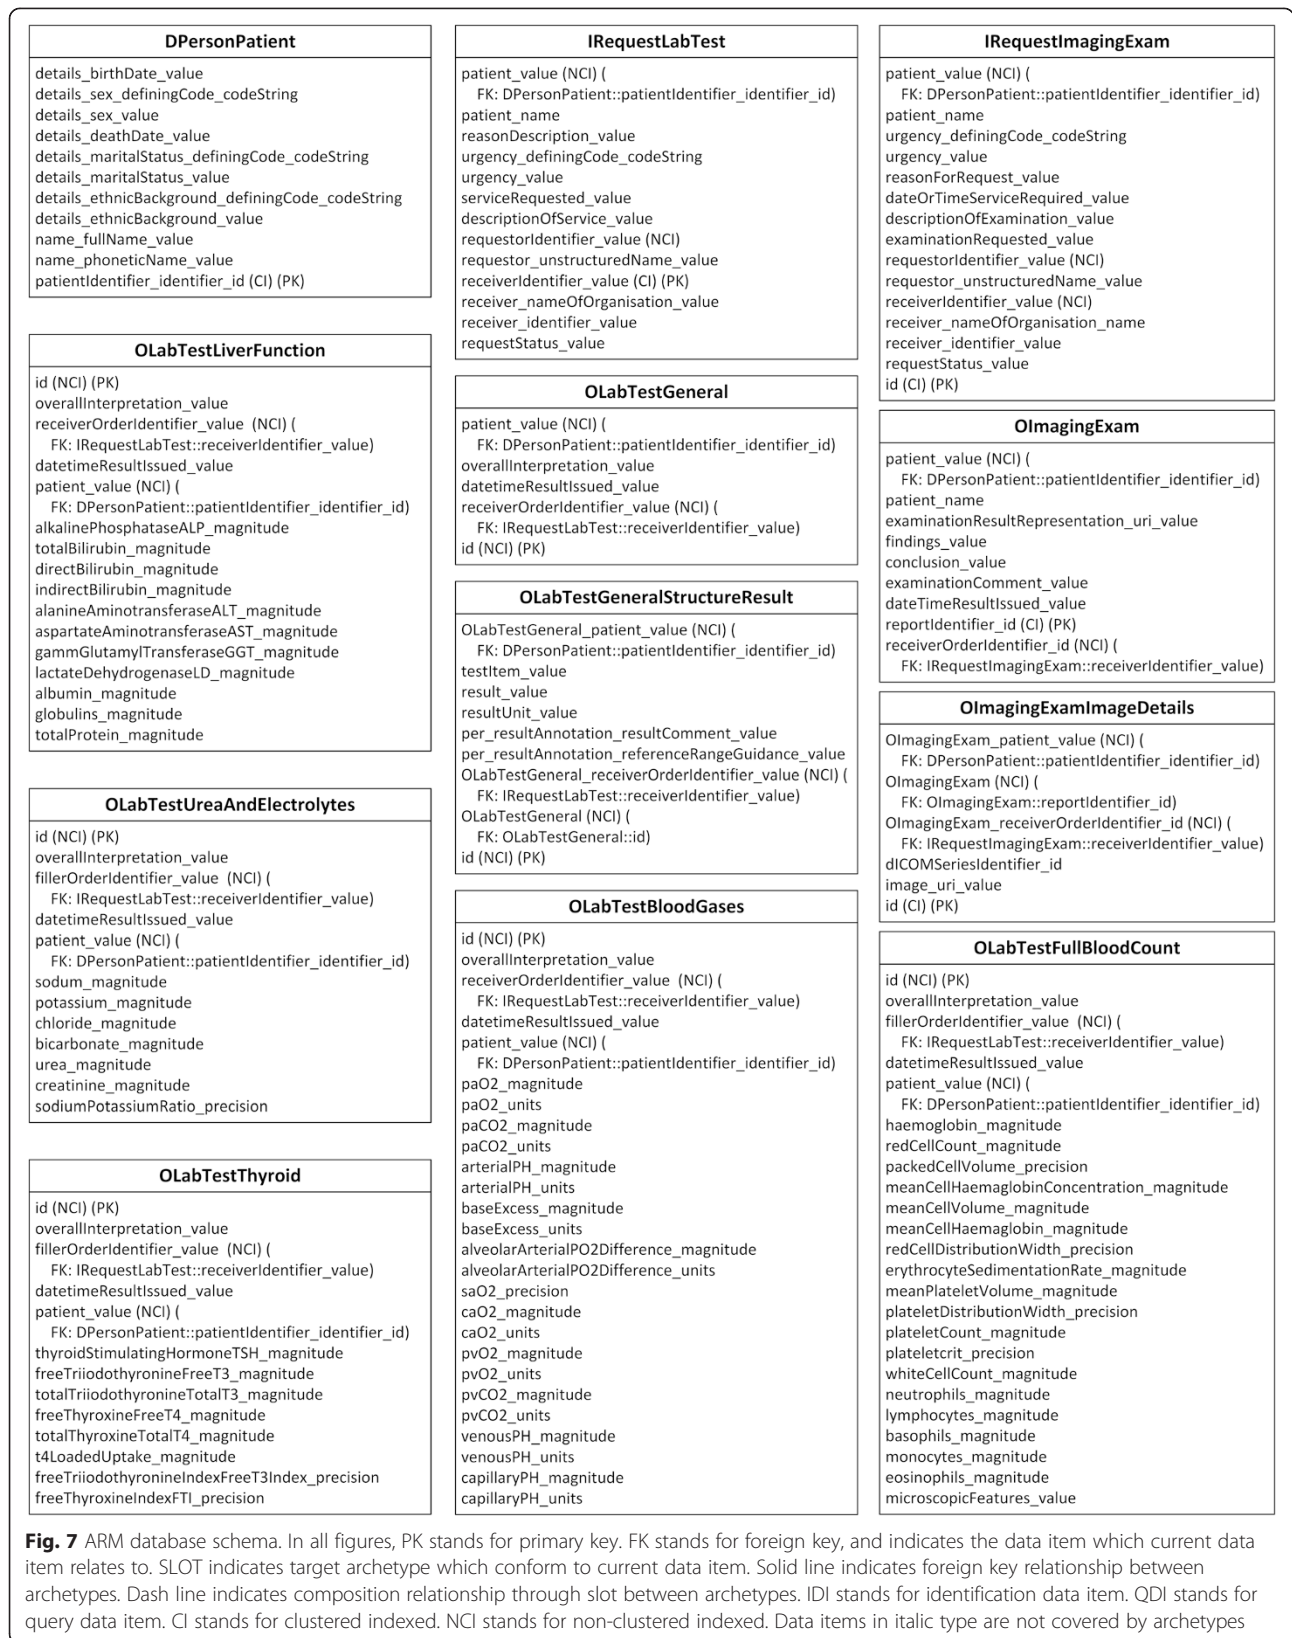 DPersonPatient
details_birthDate_value
details_sex_definingCode_codeString
details_sex_value
details_deathDate_value
details_maritalStatus_definingCode_codeString
details_maritalStatus_value
details_ethnicBackground_definingCode_codeString
details_ethnicBackground_value
name_fullName_value
name_phoneticName_value
patientIdentifier_identifier_id (CI) (PK)
OLabTestLiverFunction
id (NCI) (PK)
overallInterpretation_value
receiverOrderIdentifier_value (NCI) (
FK: IRequestLabTest::receiverIdentifier_value)
datetimeResultIssued_value
patient_value (NCI) (
FK: DPersonPatient::patientIdentifier_identifier_id)
alkalinePhosphataseALP_magnitude
totalBilirubin_magnitude
directBilirubin_magnitude
indirectBilirubin_magnitude
alanineAminotransferaseALT_magnitude
aspartateAminotransferaseAST_magnitude
gammGlutamylTransferaseGGT_magnitude
lactateDehydrogenaseLD_magnitude
albumin_magnitude
globulins_magnitude
totalProtein_magnitude
OLabTestUreaAndElectrolytes
id (NCI) (PK)
overallInterpretation_value
fillerOrderIdentifier_value (NCI) (
FK: IRequestLabTest::receiverIdentifier_value)
datetimeResultIssued_value
patient_value (NCI) (
FK: DPersonPatient::patientIdentifier_identifier_id)
sodum_magnitude
potassium_magnitude
chloride_magnitude
bicarbonate_magnitude
urea_magnitude
creatinine_magnitude
sodiumPotassiumRatio_precision
OLabTestThyroid
id (NCI) (PK)
overallInterpretation_value
fillerOrderIdentifier_value (NCI) (
FK: IRequestLabTest::receiverIdentifier_value)
datetimeResultIssued_value
patient_value (NCI) (
FK: DPersonPatient::patientIdentifier_identifier_id)
thyroidStimulatingHormoneTSH_magnitude
freeTriiodothyronineFreeT3_magnitude
totalTriiodothyronineTotalT3_magnitude
freeThyroxineFreeT4_magnitude
totalThyroxineTotalT4_magnitude
t4LoadedUptake_magnitude
freeTriiodothyronineIndexFreeT3Index_precision
freeThyroxineIndexFTI_precision
IRequestLabTest
patient_value (NCI) (
FK: DPersonPatient::patientIdentifier_identifier_id)
patient_name
reasonDescription_value
urgency_definingCode_codeString
urgency_value
serviceRequested_value
descriptionOfService_value
requestorIdentifier_value (NCI)
requestor_unstructuredName_value
receiverIdentifier_value (CI) (PK)
receiver_nameOfOrganisation_value
receiver_identifier_value
requestStatus_value
OLabTestGeneral
patient_value (NCI) (
FK: DPersonPatient::patientIdentifier_identifier_id)
overallInterpretation_value
datetimeResultIssued_value
receiverOrderIdentifier_value (NCI) (
FK: IRequestLabTest::receiverIdentifier_value)
id (NCI) (PK)
OLabTestGeneralStructureResult
OLabTestGeneral_patient_value (NCI) (
FK: DPersonPatient::patientIdentifier_identifier_id)
testItem_value
result_value
resultUnit_value
per_resultAnnotation_resultComment_value
per_resultAnnotation_referenceRangeGuidance_value
OLabTestGeneral_receiverOrderIdentifier_value (NCI) (
FK: IRequestLabTest::receiverIdentifier_value)
OLabTestGeneral (NCI) (
FK: OLabTestGeneral::id)
id (NCI) (PK)
OLabTestBloodGases
id (NCI) (PK)
overallInterpretation_value
receiverOrderIdentifier_value (NCI) (
FK: IRequestLabTest::receiverIdentifier_value)
datetimeResultIssued_value
patient_value (NCI) (
FK: DPersonPatient::patientIdentifier_identifier_id)
paO2_magnitude
paO2_units
paCO2_magnitude
paCO2_units
arterialPH_magnitude
arterialPH_units
baseExcess_magnitude
baseExcess_units
alveolarArterialPO2Difference_magnitude
alveolarArterialPO2Difference_units
saO2_precision
caO2_magnitude
caO2_units
pvO2_magnitude
pvO2_units
pvCO2_magnitude
pvCO2_units
venousPH_magnitude
venousPH_units
capillaryPH_magnitude
capillaryPH_units
IRequestImagingExam
patient_value (NCI) (
FK: DPersonPatient::patientIdentifier_identifier_id)
patient_name
urgency_definingCode_codeString
urgency_value
reasonForRequest_value
dateOrTimeServiceRequired_value
descriptionOfExamination_value
examinationRequested_value
requestorIdentifier_value (NCI)
requestor_unstructuredName_value
receiverIdentifier_value (NCI)
receiver_nameOfOrganisation_name
receiver_identifier_value
requestStatus_value
id (CI) (PK)
OImagingExam
patient_value (NCI) (
FK: DPersonPatient::patientIdentifier_identifier_id)
patient_name
examinationResultRepresentation_uri_value
findings_value
conclusion_value
examinationComment_value
dateTimeResultIssued_value
reportIdentifier_id (CI) (PK)
receiverOrderIdentifier_id (NCI) (
FK: IRequestImagingExam::receiverIdentifier_value)
OImagingExamImageDetails
OImagingExam_patient_value (NCI) (
FK: DPersonPatient::patientIdentifier_identifier_id)
OImagingExam (NCI) (
FK: OImagingExam::reportIdentifier_id)
OImagingExam_receiverOrderIdentifier_id (NCI) (
FK: IRequestImagingExam::receiverIdentifier_value)
dICOMSeriesIdentifier_id
image_uri_value
id (CI) (PK)
OLabTestFullBloodCount
id (NCI) (PK)
overallInterpretation_value
fillerOrderIdentifier_value (NCI) (
FK: IRequestLabTest::receiverIdentifier_value)
datetimeResultIssued_value
patient_value (NCI) (
FK: DPersonPatient::patientIdentifier_identifier_id)
haemoglobin_magnitude
redCellCount_magnitude
packedCellVolume_precision
meanCellHaemaglobinConcentration_magnitude
meanCellVolume_magnitude
meanCellHaemaglobin_magnitude
redCellDistributionWidth_precision
erythrocyteSedimentationRate_magnitude
meanPlateletVolume_magnitude
plateletDistributionWidth_precision
plateletCount_magnitude
plateletcrit_precision
whiteCellCount_magnitude
neutrophils_magnitude
lymphocytes_magnitude
basophils_magnitude
monocytes_magnitude
eosinophils_magnitude
microscopicFeatures_value
Fig. 7 ARM database schema. In all figures, PK stands for primary key. FK stands for foreign key, and indicates the data item which current data
item relates to. SLOT indicates target archetype which conform to current data item. Solid line indicates foreign key relationship between
archetypes. Dash line indicates composition relationship through slot between archetypes. IDI stands for identification data item. QDI stands for
query data item. CI stands for clustered indexed. NCI stands for non-clustered indexed. Data items in italic type are not covered by archetypes